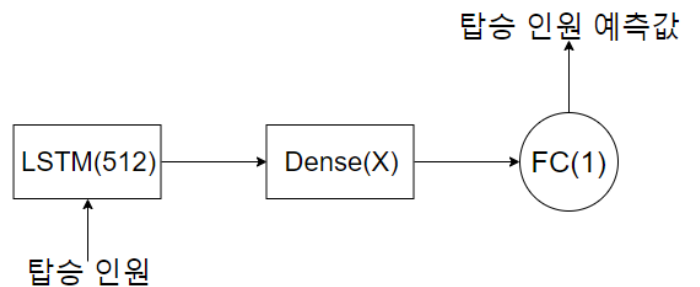 탑승 인원 예측값
LSTM(512)
Dense(X)
FC(1)
탑승 인원